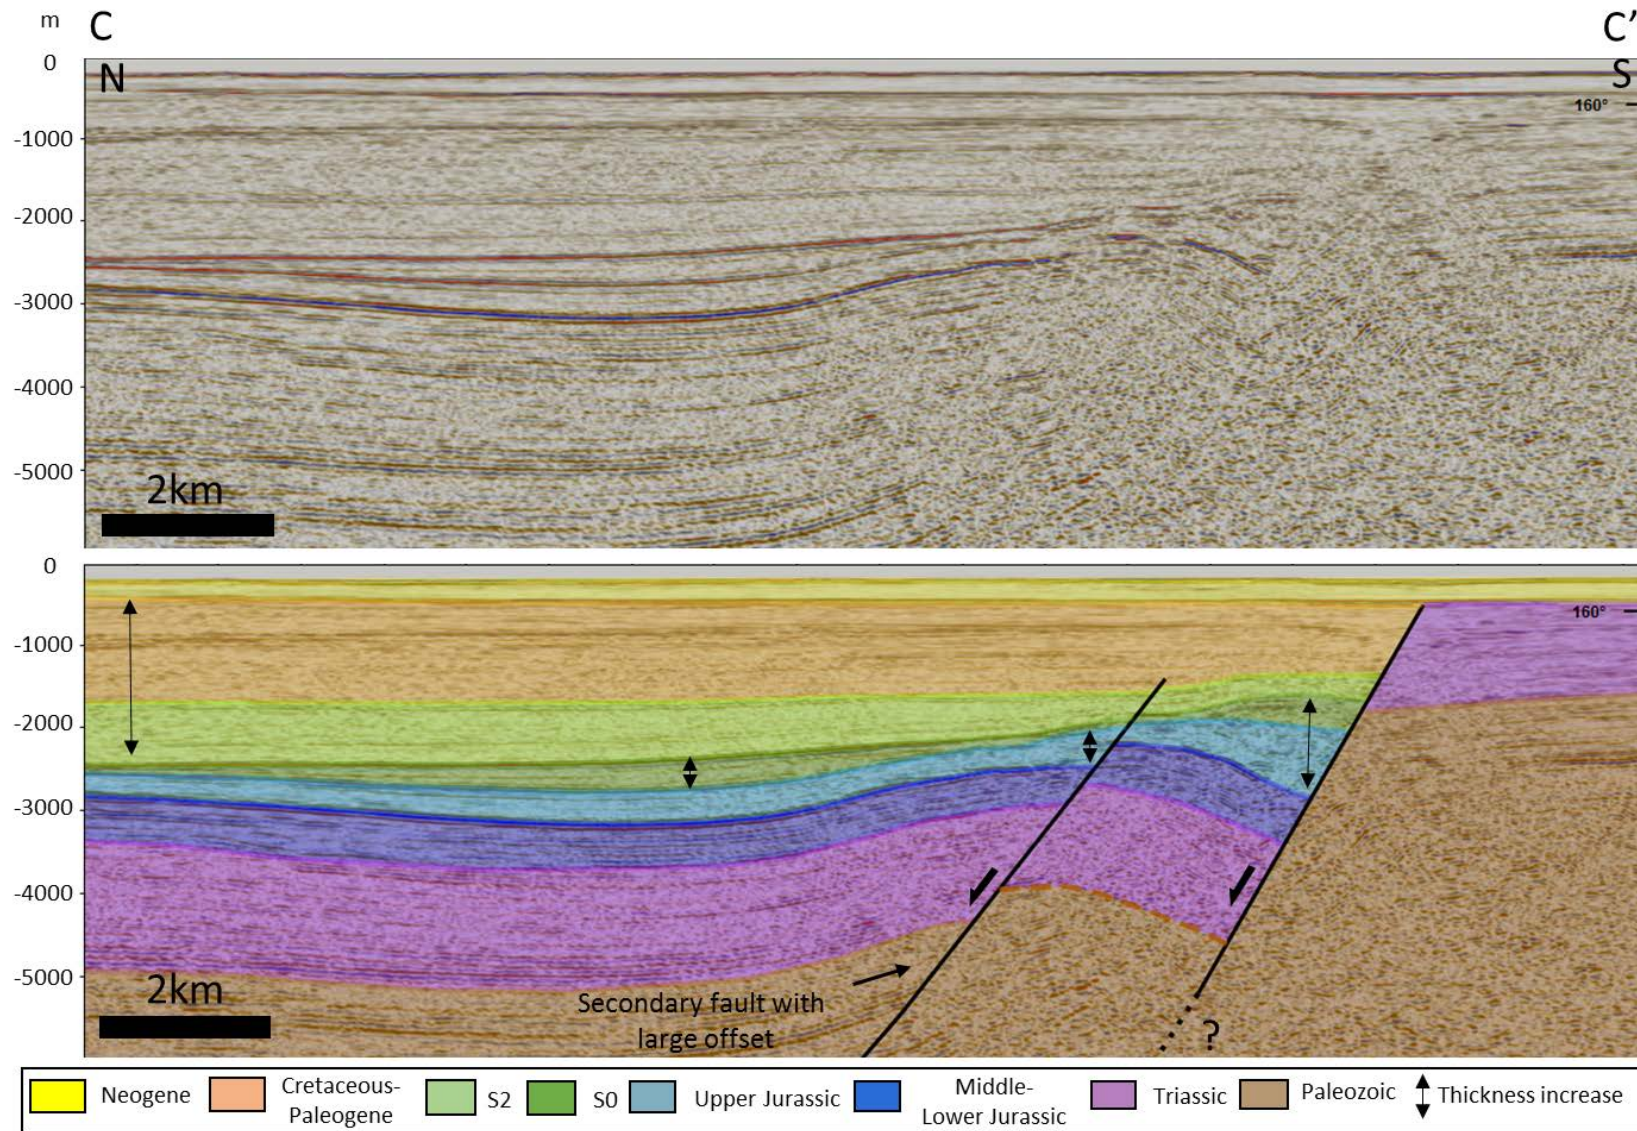 m
C
C’
0
N
S
160°
-1000
-2000
-3000
-4000
-5000
2km
0
160°
-1000
-2000
-3000
-4000
-5000
2km
Secondary fault with
large offset
?
Neogene
Cretaceous-
Paleogene
S2
S0
Upper Jurassic
Middle-
Lower Jurassic
Triassic
Paleozoic
Thickness increase